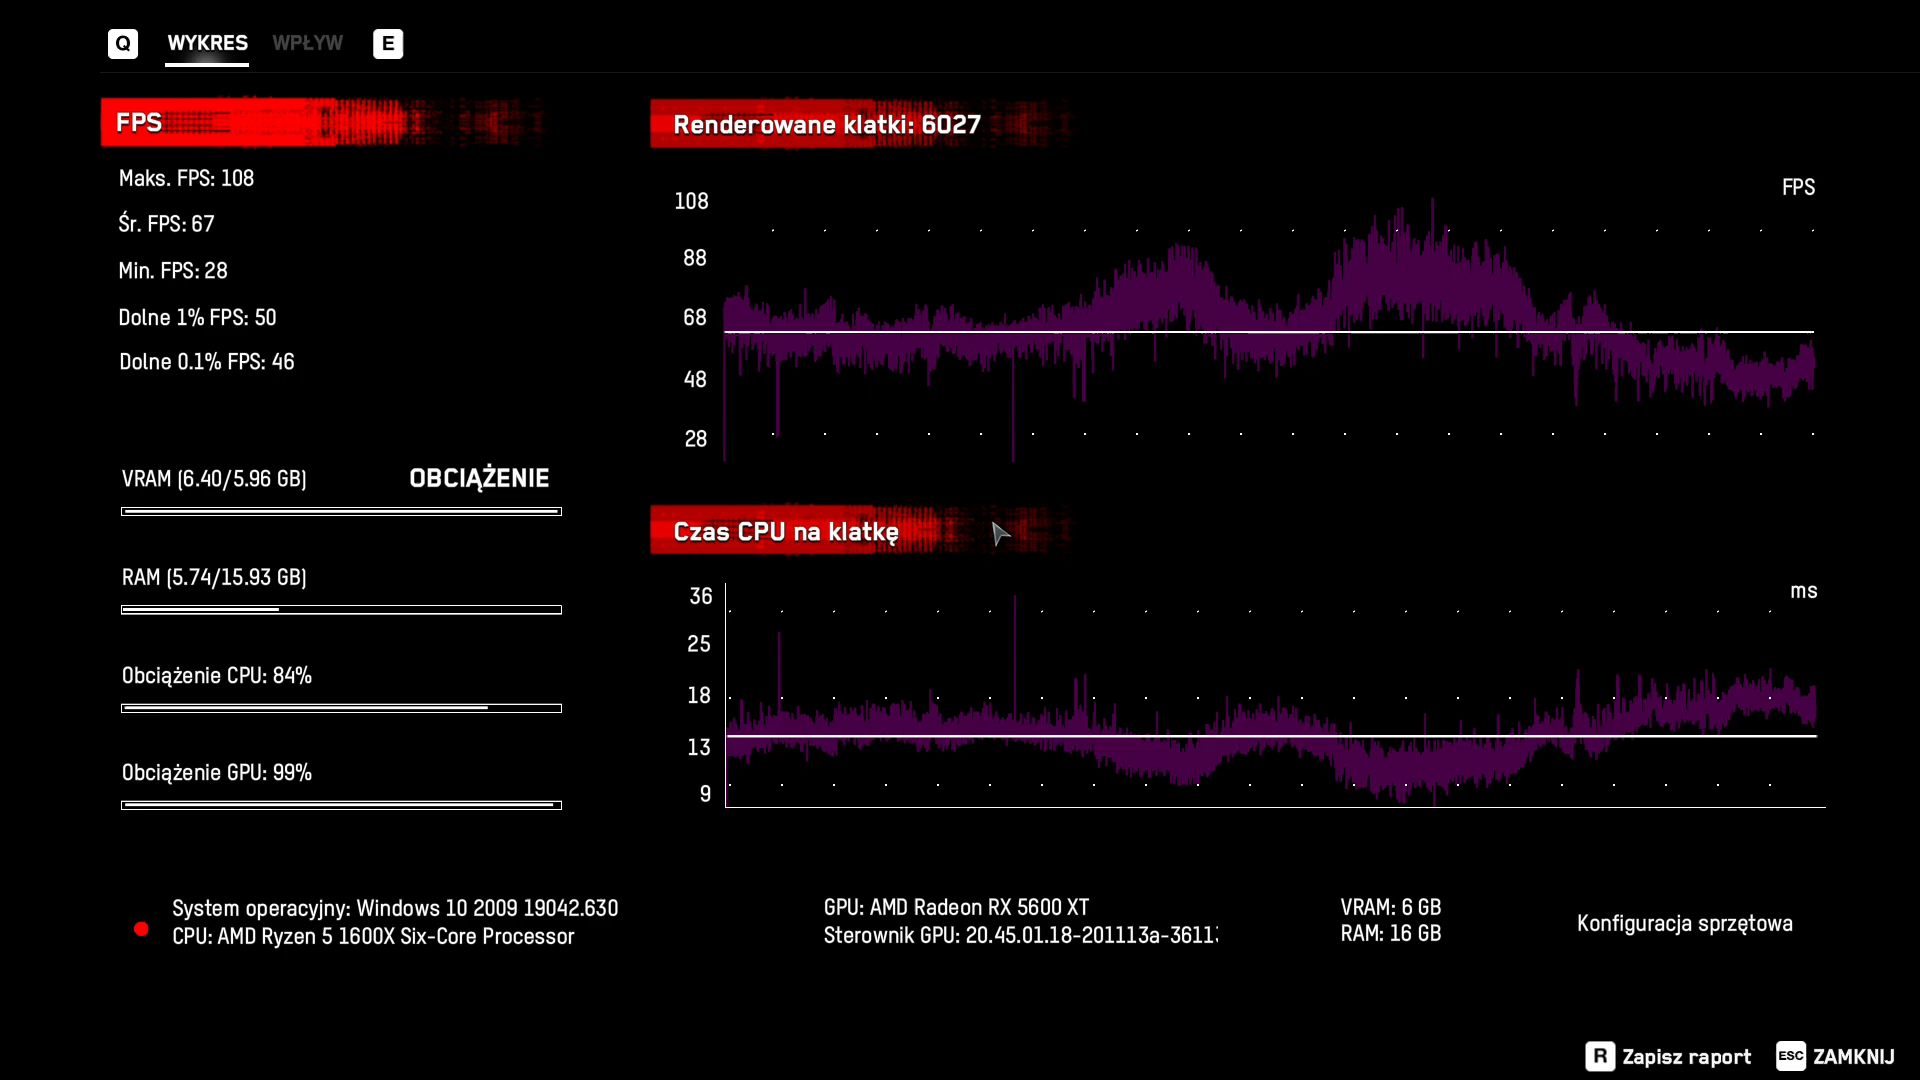 Q WYKRES WPŁYW E
FPS
Maks. FPS: 108
Śr. FPS: 67
Min. FPS: 28
Dolne 1% FPS: 50
Dolne 0.1% FPS: 46
VRAM (6.40/5.96 GB) OBCIĄŻENIE
RAM (5.74/15.93 GB)
Obciążenie CPU: 84%
Obciążenie GPU: 99%
Renderowane klatki: 6027
FPS
108
88
68
48
28
Czas CPU na klatkę
ms
36
25
18
13
9
System operacyjny: Windows 10 2009 19042.630
CPU: AMD Ryzen 5 1600X Six-Core Processor
GPU: AMD Radeon RX 5600 XT
Sterownik GPU: 20.45.01.18-201113a-3611
VRAM: 6 GB
RAM: 16 GB
Konfiguracja sprzętowa
R Zapisz raport ESC ZAMKNIJ